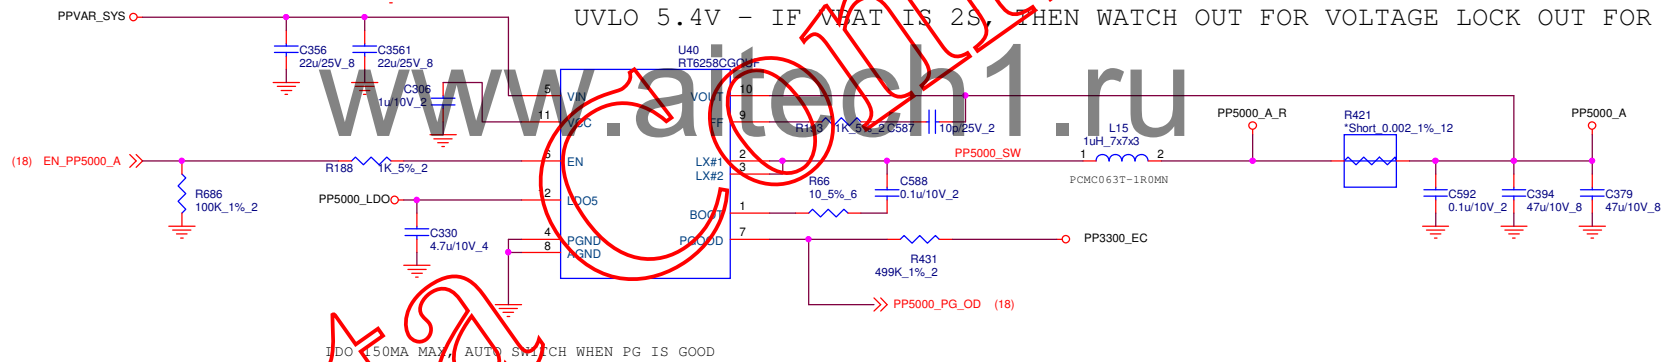 PPVAR_SYS
UVLO 5.4V - IF VBAT IS 2S, THEN WATCH OUT FOR VOLTAGE LOCK OUT FOR
C356
22u/25V_8
C3561
22u/25V_8
C306
1u/10V_2
U40
RT6258CGQUF
5
VIN
11
VCC
6
EN
2
LDO5
4
PGND
8
AGND
VOUT
10
FF
9
LX#1
2
LX#2
3
BOOT
1
PGOOD
7
www.aitech1.ru
R193
1K_5%_2
C587
10p/25V_2
PP5000_SW
L15
1uH_7x7x3
1
2
PCMC063T-1R0MN
PP5000_A_R
R421
*Short_0.002_1%_12
PP5000_A
(18)
EN_PP5000_A
R188
1K_5%_2
R686
100K_1%_2
PP5000_LDO
C330
4.7u/10V_4
R66
10_5%_6
C588
0.1u/10V_2
C592
0.1u/10V_2
C394
47u/10V_8
C379
47u/10V_8
PP3300_EC
R431
499K_1%_2
PP5000_PG_OD
(18)
LDO 150MA MAX, AUTO SWITCH WHEN PG IS GOOD